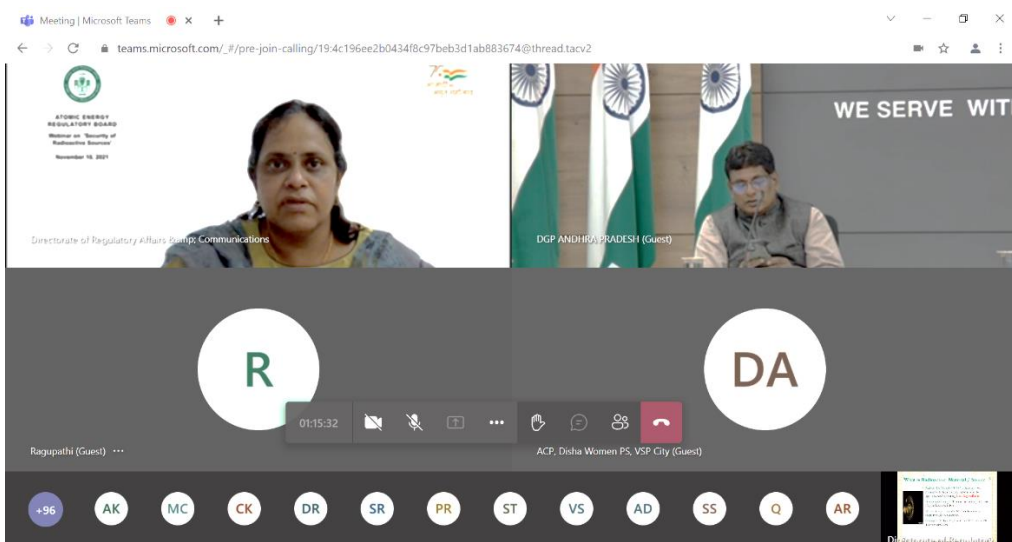 Meeting | Microsoft Teams
teams.microsoft.com/_#/pre-join-calling/19:4c196ee2b0434f8c97beb3d1ab883674@thread.tacv2
ATOMIC ENERGY
REGULATORY BOARD
Webinar on 'Security of
Radioactive Sources'
November 10, 2021
Directorate of Regulatory Affairs &amp; Communications
WE SERVE WIT
DGP ANDHRA PRADESH (Guest)
R
DA
01:15:32
Ragupathi (Guest)
ACP, Disha Women PS, VSP City (Guest)
+96
AK
MC
CK
DR
SR
PR
ST
VS
AD
SS
Q
AR